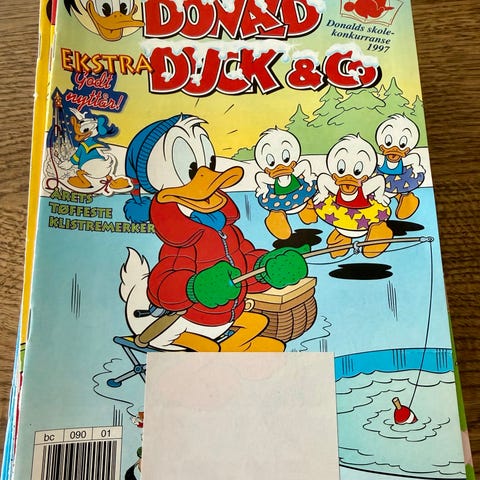 DONALD
DUCK & Co
Donalds skole-
konkurranse
1997
EKSTRA
Godt
nyttår!
ÅRETS
TØFFESTE
KLISTREMERKER
bc 090 01